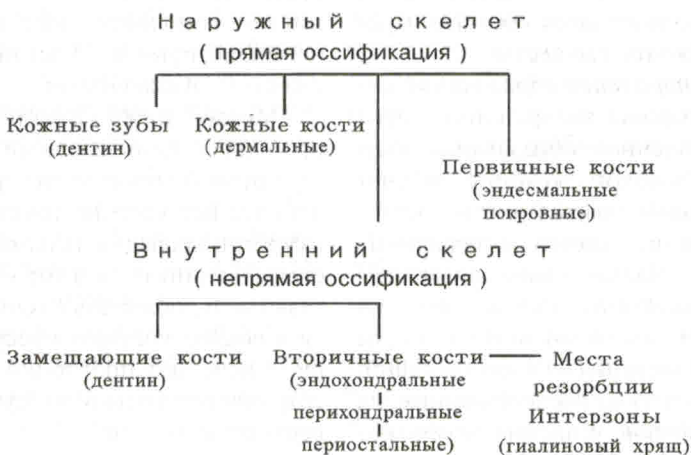 Наружный скелет
(прямая оссификация)
Кожные зубы
(дентин)
Кожные кости
(дермальные)
Первичные кости
(эндесмальные
покровные)
Внутренний скелет
(непрямая оссификация)
Замещающие кости
(дентин)
Вторичные кости
(эндохондральные
перихондральные
периостальные)
Места
резорбции
Интерзоны
(гиалиновый хрящ)